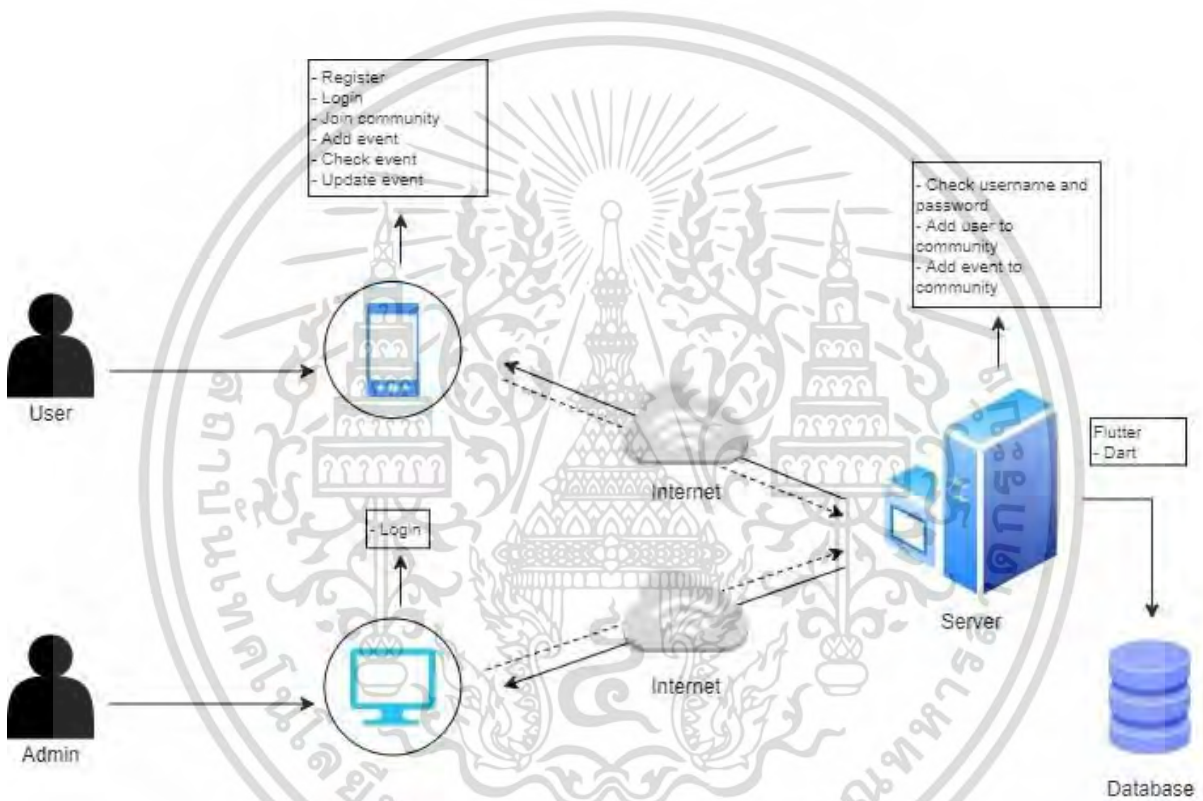 - Register
- Login
- Join community
- Add event
- Check event
- Update event
- Check username and
password
- Add user to
community
- Add event to
community
User
Internet
Flutter
- Dart
- Login
Server
Internet
Admin
Database